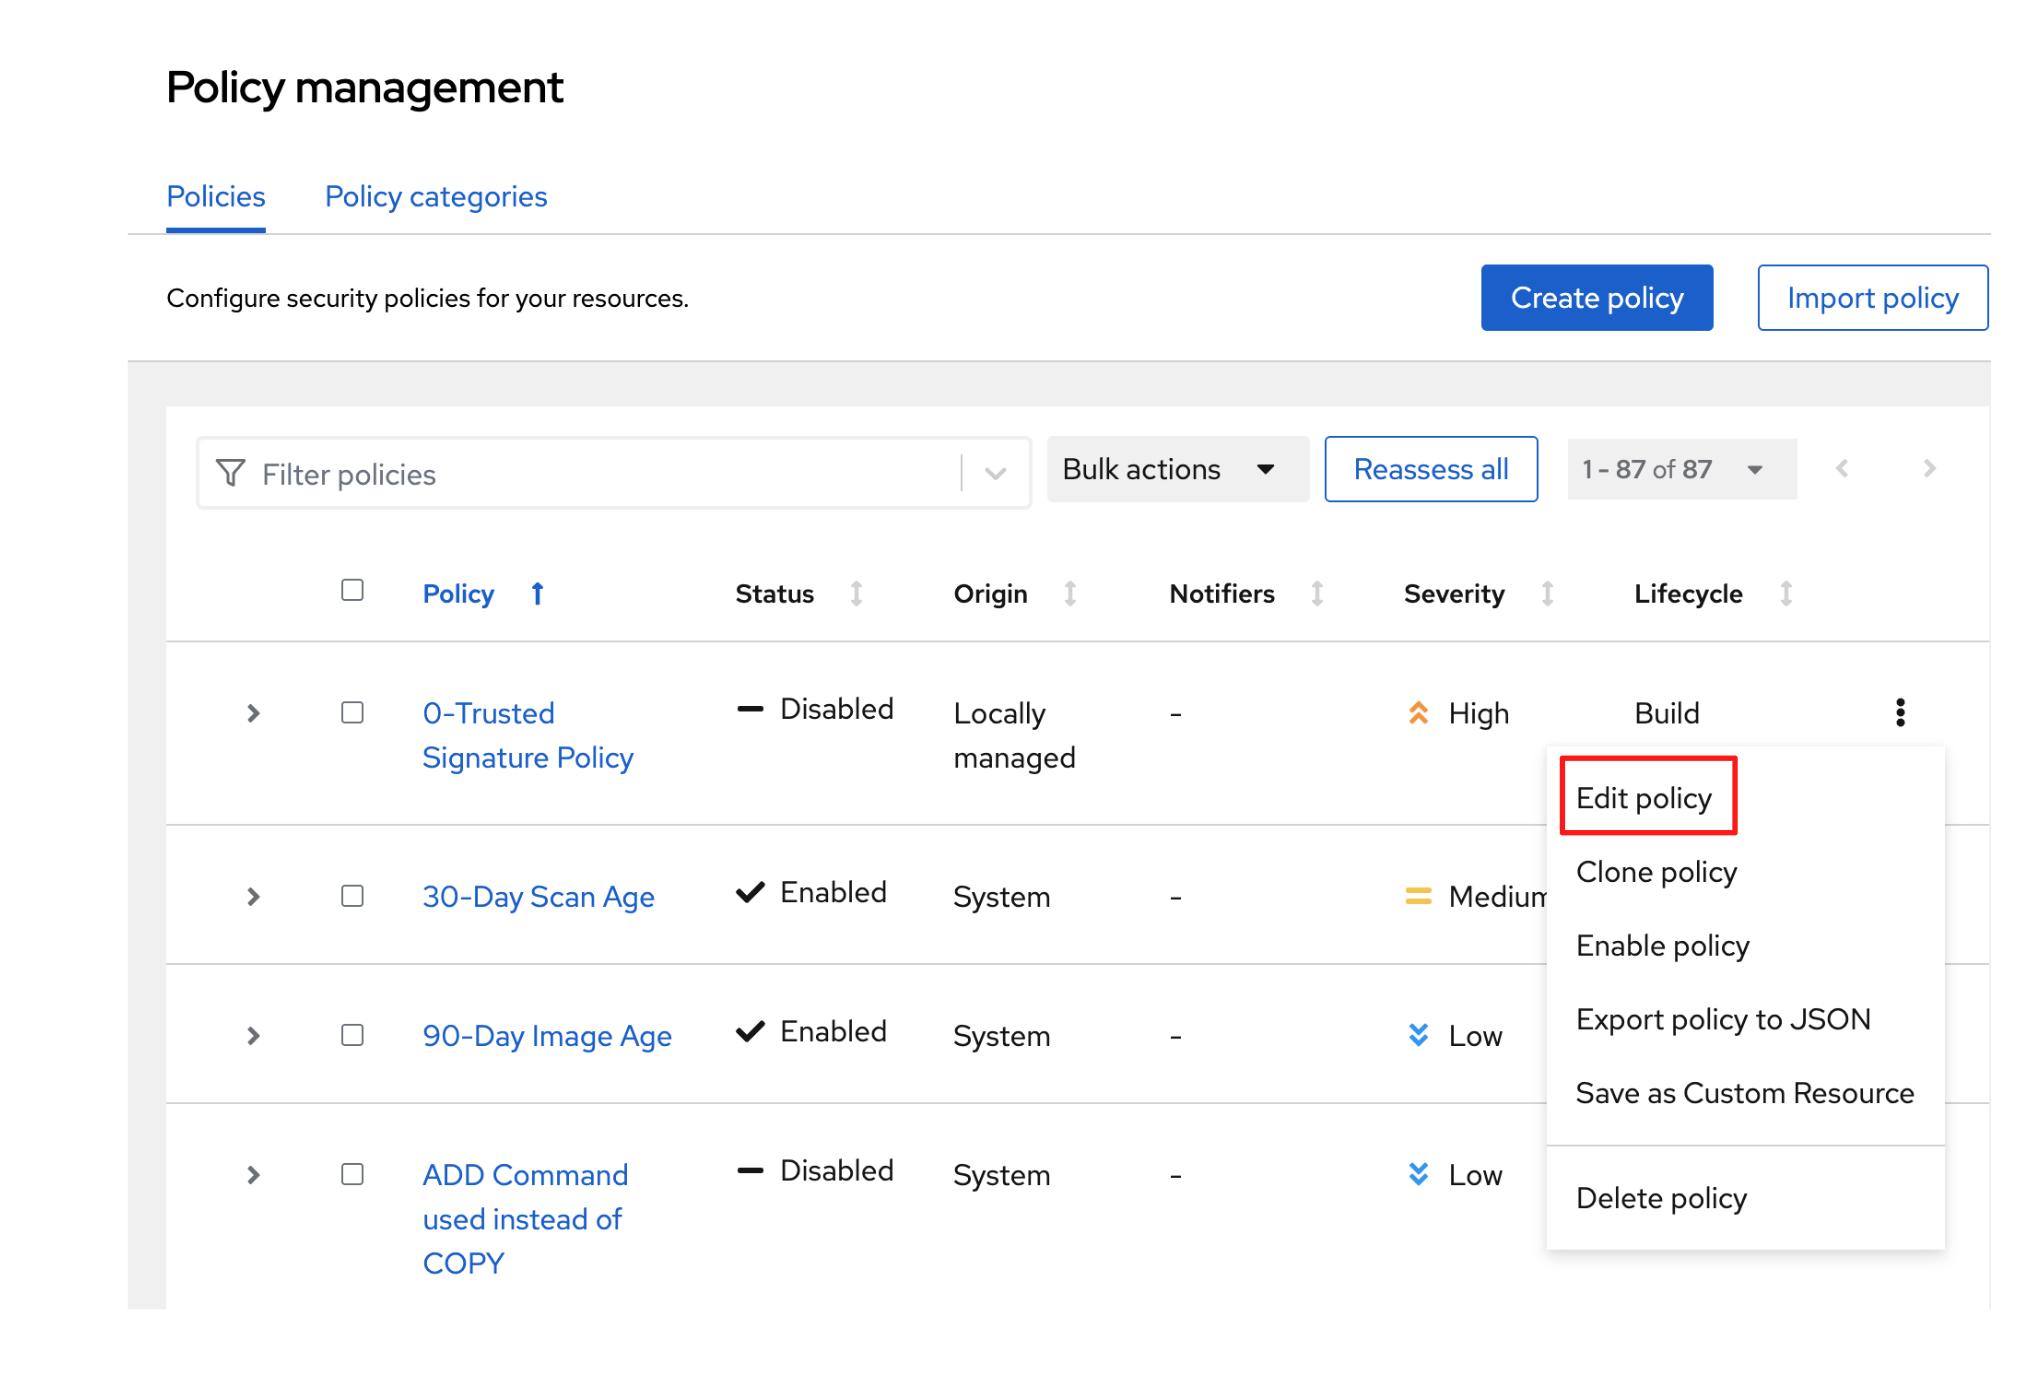 Policy management
Policies Policy categories
Configure security policies for your resources. Create policy Import policy
Filter policies Bulk actions Reassess all 1 - 87 of 87
Policy Status Origin Notifiers Severity Lifecycle
0-Trusted Signature Policy Disabled Locally managed - High Build
Edit policy
Clone policy
Enable policy
Export policy to JSON
Save as Custom Resource
Delete policy
30-Day Scan Age Enabled System - Medium
90-Day Image Age Enabled System - Low
ADD Command used instead of COPY Disabled System - Low